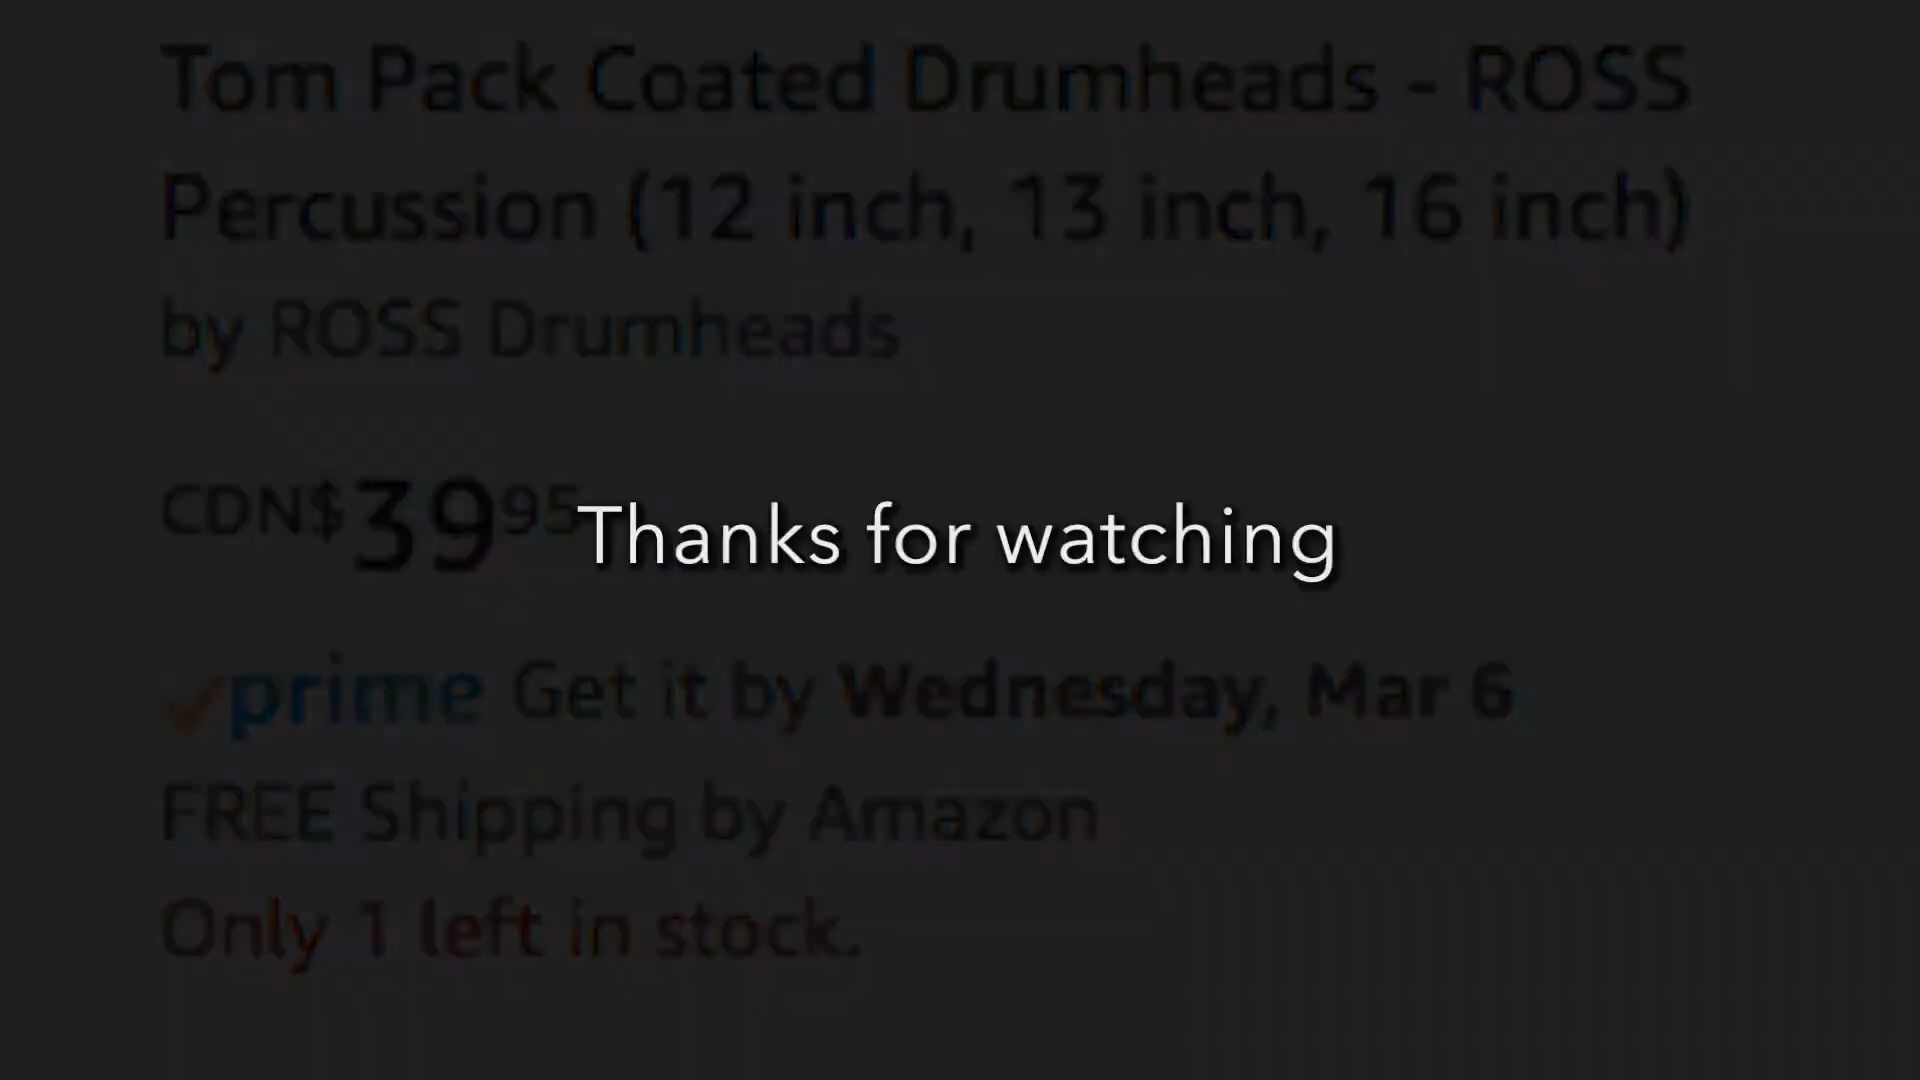 Tom Pack Coated Drumheads - ROSS
Percussion (12 inch, 13 inch, 16 inch)
by ROSS Drumheads
CDN$ 39 95
Thanks for watching
prime Get it by Wednesday, Mar 6
FREE Shipping by Amazon
Only 1 left in stock.